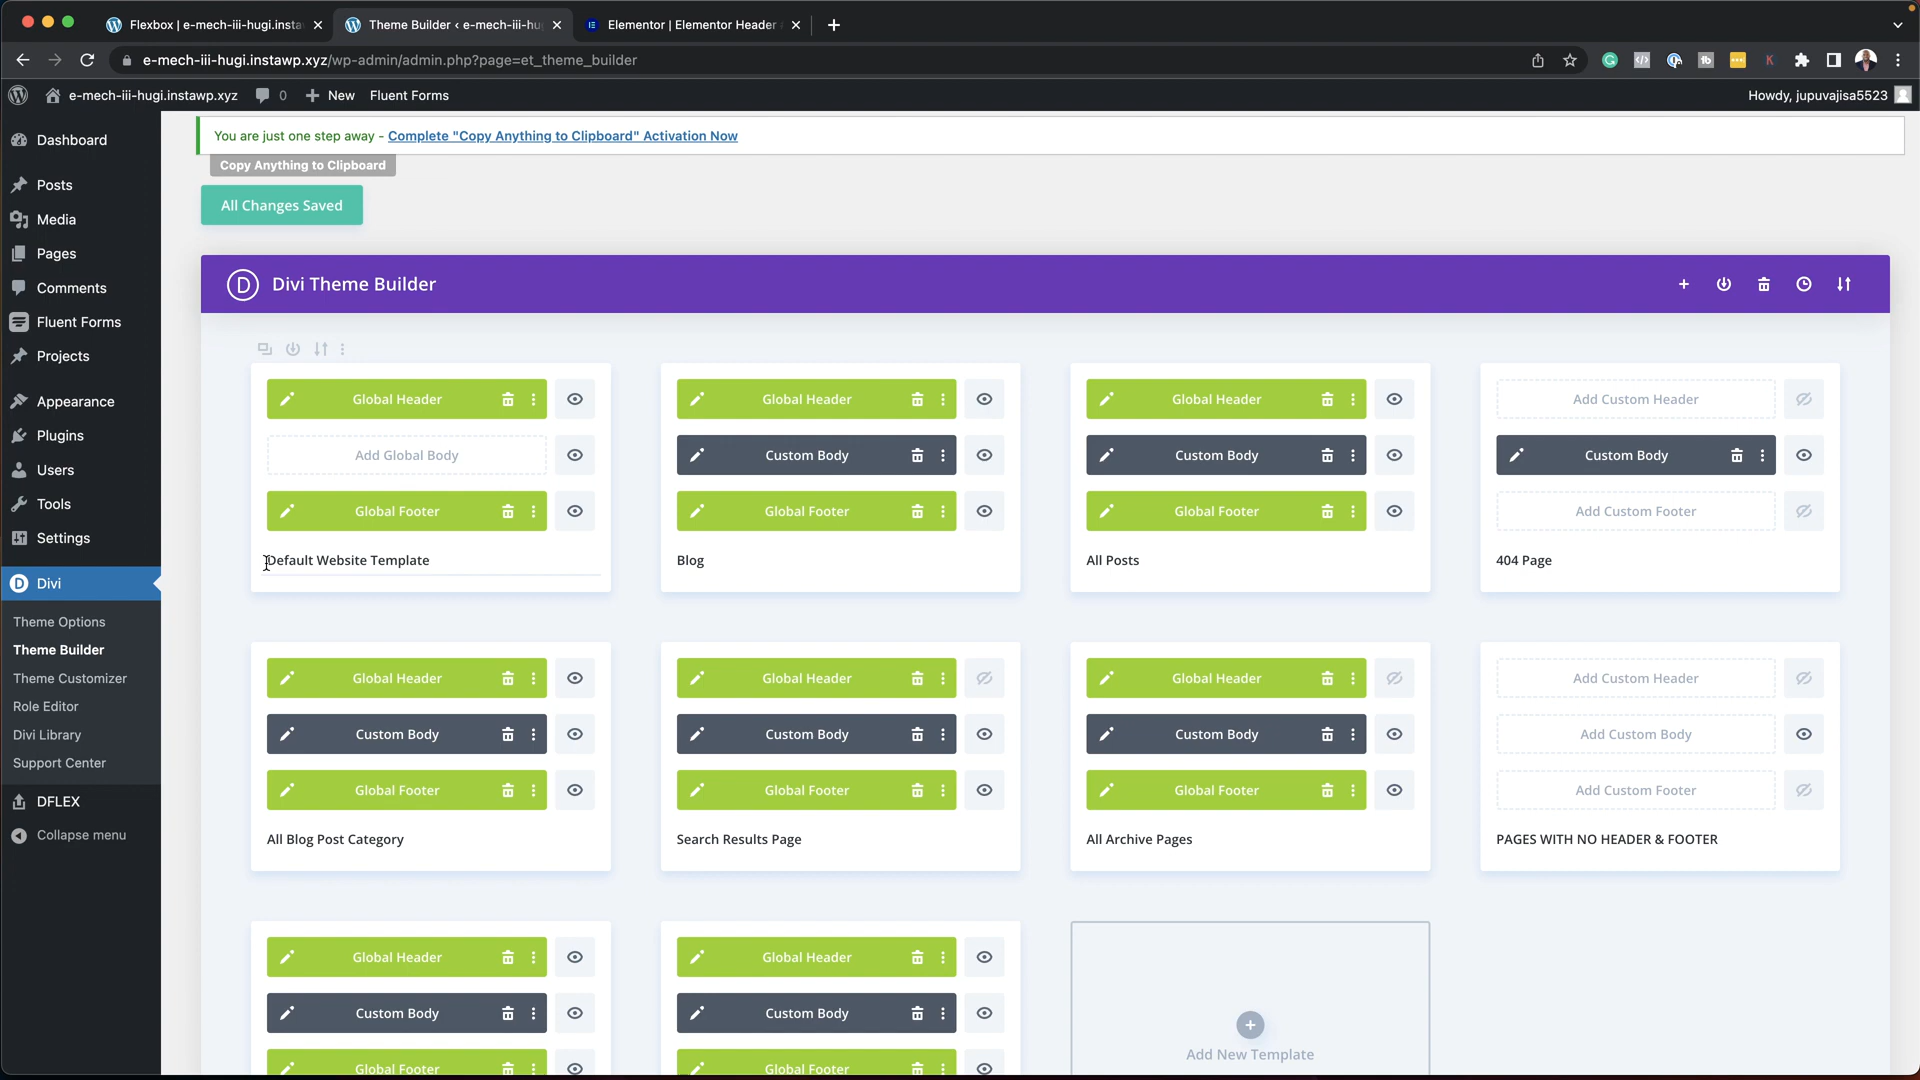 Flexbox | e-mech-iii-hugi.insta
Theme Builder ‹ e-mech-iii-hu
Elementor | Elementor Header
e-mech-iii-hugi.instawp.xyz/wp-admin/admin.php?page=et_theme_builder
e-mech-iii-hugi.instawp.xyz
0
New
Fluent Forms
Howdy, jupuvajisa5523
Dashboard
Posts
Media
Pages
Comments
Fluent Forms
Projects
Appearance
Plugins
Users
Tools
Settings
Divi
Theme Options
Theme Builder
Theme Customizer
Role Editor
Divi Library
Support Center
DFLEX
Collapse menu
You are just one step away - Complete "Copy Anything to Clipboard" Activation Now
Copy Anything to Clipboard
All Changes Saved
D Divi Theme Builder
Global Header
Add Global Body
Global Footer
Default Website Template
Global Header
Custom Body
Global Footer
Blog
Global Header
Custom Body
Global Footer
All Posts
Add Custom Header
Custom Body
Add Custom Footer
404 Page
Global Header
Custom Body
Global Footer
All Blog Post Category
Global Header
Custom Body
Global Footer
Search Results Page
Global Header
Custom Body
Global Footer
All Archive Pages
Add Custom Header
Add Custom Body
Add Custom Footer
PAGES WITH NO HEADER & FOOTER
Global Header
Custom Body
Global Footer
Global Header
Custom Body
Global Footer
Add New Template